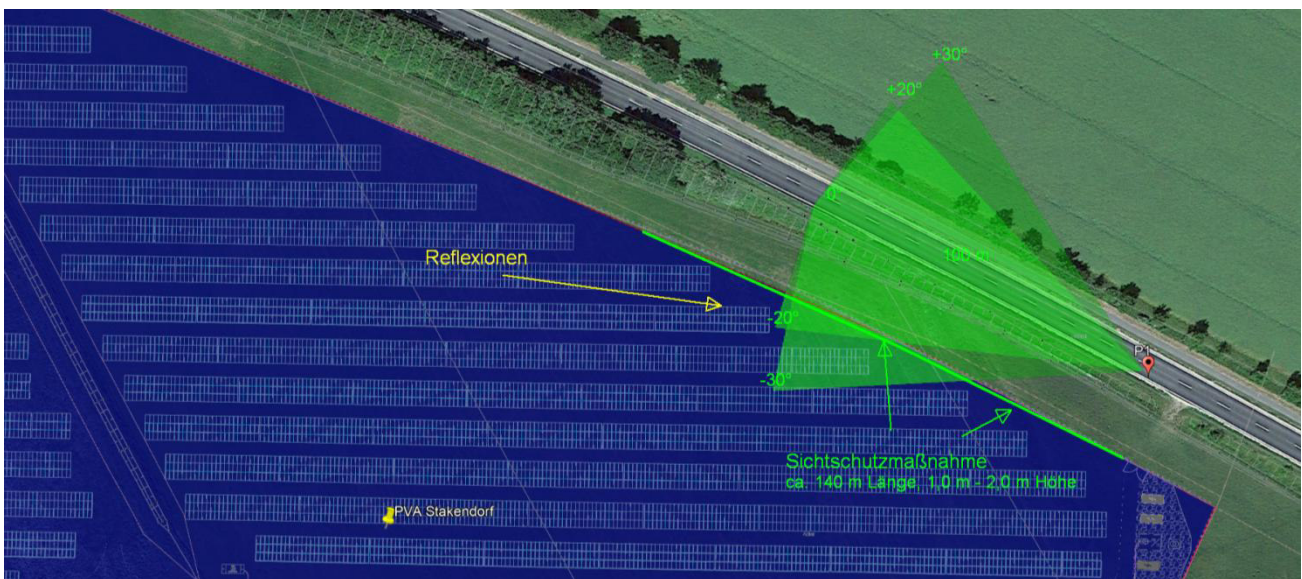 +30°
+20°
0
100 m
Reflexionen
-20°
-30°
P1
Sichtschutzmaßnahme
ca. 140 m Länge, 1,0 m - 2,0 m Höhe
PVA Stakendorf